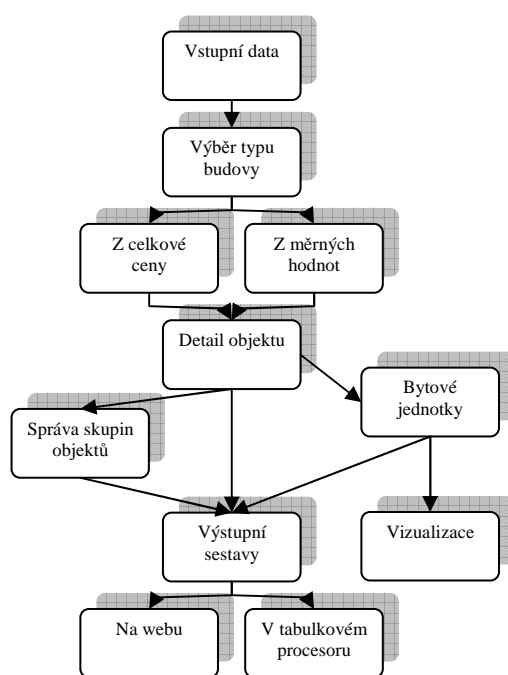 Vstupní data
Výběr typu
budovy
Z celkové
ceny
Z měrných
hodnot
Detail objektu
Bytové
jednotky
Správa skupin
objektů
Výstupní
sestavy
Vizualizace
Na webu
V tabulkovém
procesoru